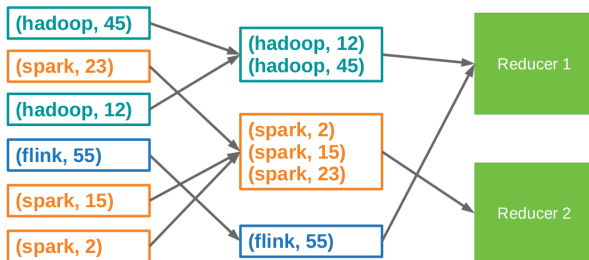 (hadoop, 45)
(spark, 23)
(hadoop, 12)
(flink, 55)
(spark, 15)
(spark, 2)
(hadoop, 12)
(hadoop, 45)
(spark, 2)
(spark, 15)
(spark, 23)
(flink, 55)
Reducer 1
Reducer 2